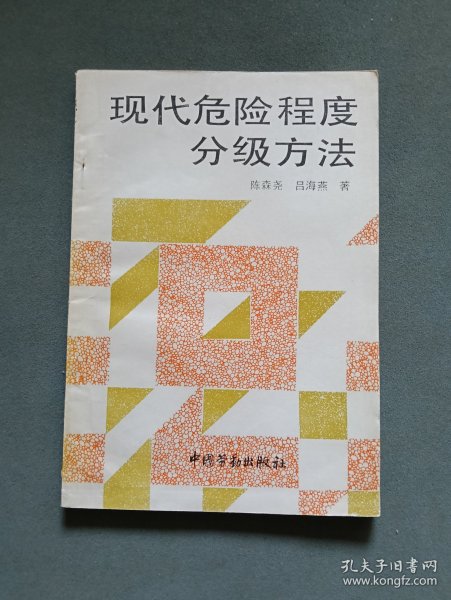 现代危险程度
分级方法
陈森尧 吕海燕 著
中国劳动出版社
孔夫子旧书网
www.kongfz.com